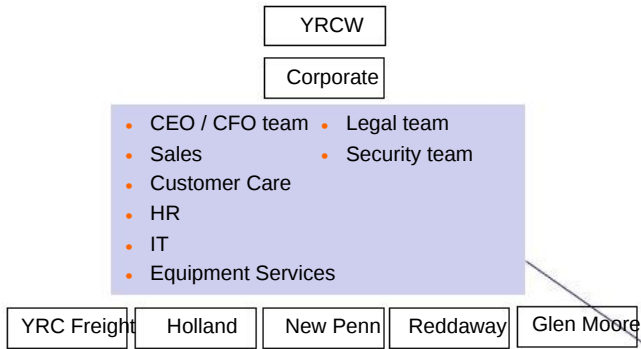 YRCW
Corporate
• CEO / CFO team
• Sales
• Customer Care
• HR
• IT
• Equipment Services
• Legal team
• Security team
YRC Freight
Holland
New Penn
Reddaway
Glen Moore